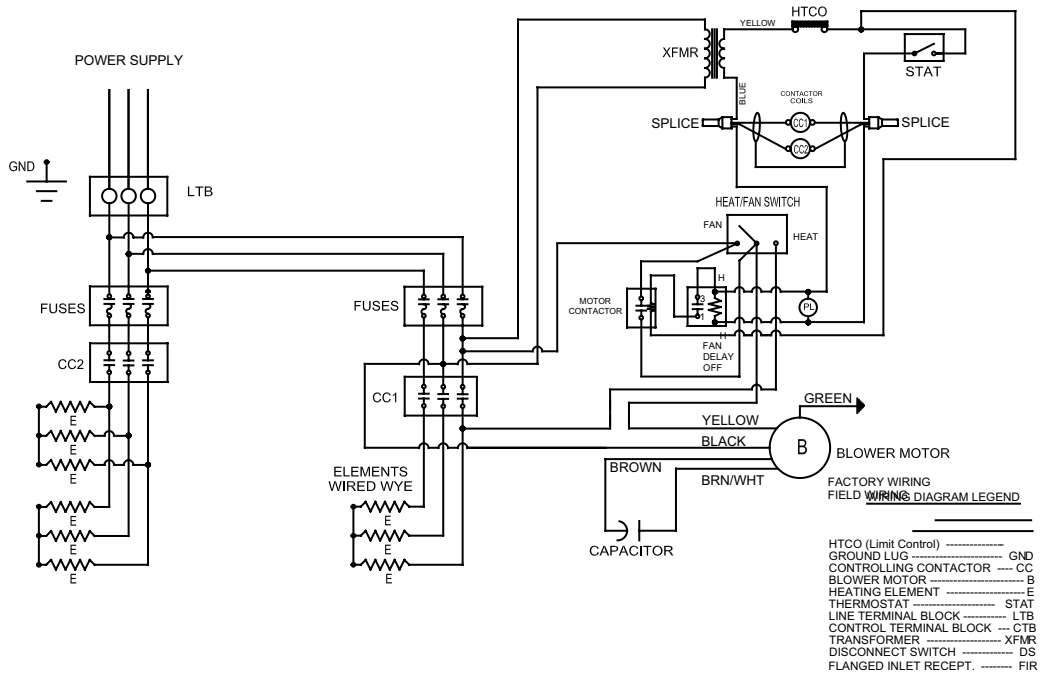 HTCO
YELLOW
XFMR
STAT
POWER SUPPLY
BLUE
CONTACTOR
COILS
SPLICE
CC1
SPLICE
CC2
GND
LTB
HEAT/FAN SWITCH
FAN
HEAT
H
FUSES
FUSES
MOTOR
CONTACTOR
3
1
PL
H
FAN
DELAY
OFF
CC2
CC1
GREEN
E
YELLOW
E
BLACK
B
BLOWER MOTOR
E
ELEMENTS
WIRED WYE
BROWN
BRN/WHT
E
E
E
E
E
E
CAPACITOR
FACTORY WIRING
FIELD WIRING
WIRING DIAGRAM LEGEND
HTCO (Limit Control) ---------------
GROUND LUG ----------------------- GND
CONTROLLING CONTACTOR ---- CC
BLOWER MOTOR ------------------------ B
HEATING ELEMENT -------------------- E
THERMOSTAT --------------------- STAT
LINE TERMINAL BLOCK ----------- LTB
CONTROL TERMINAL BLOCK --- CTB
TRANSFORMER ------------------- XFMR
DISCONNECT SWITCH ------------- DS
FLANGED INLET RECEPT. -------- FIR